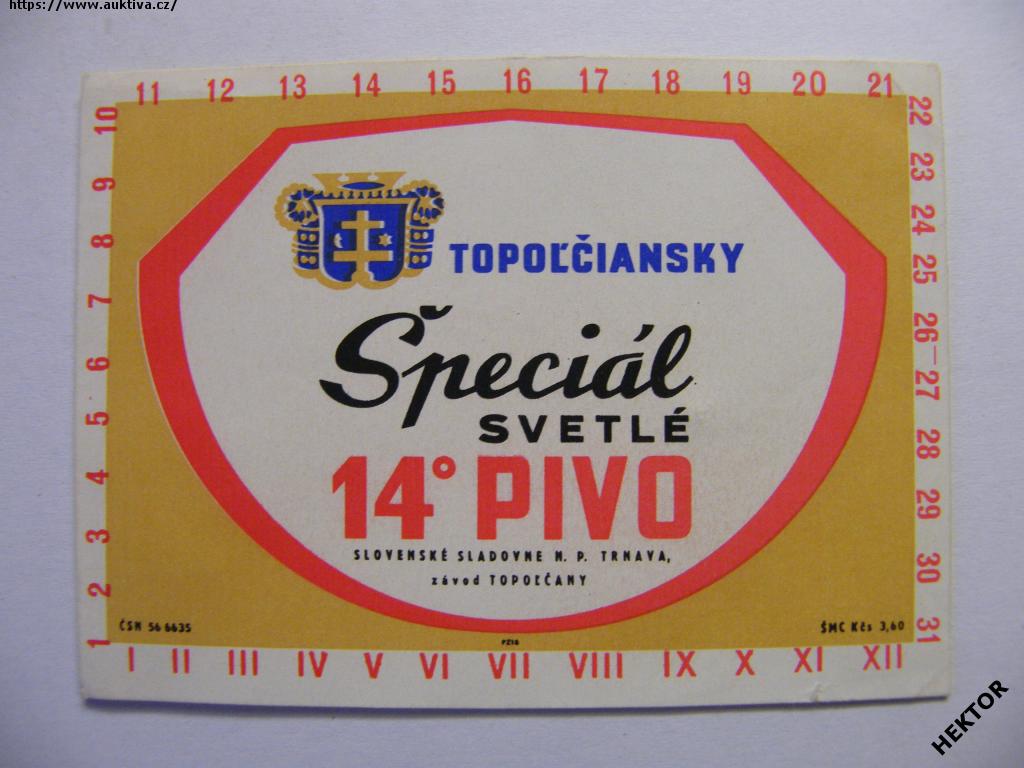 https://www.auktiva.cz/
11 12 13 14 15 16 17 18 19 20 21
10 9 8 7 6 5 4 3 2 1
22 23 24 25 26-27 28 29 30 31
TOPOĽČIANSKY
Špeciál
SVETLÉ
14° PIVO
SLOVENSKÉ SLADOVNE N. P. TRNAVA,
závod TOPOĽČANY
ČSN 56 6635
ŠMC Kčs 3,60
I II III IV V VI VII VIII IX X XI XII
HEKTOR